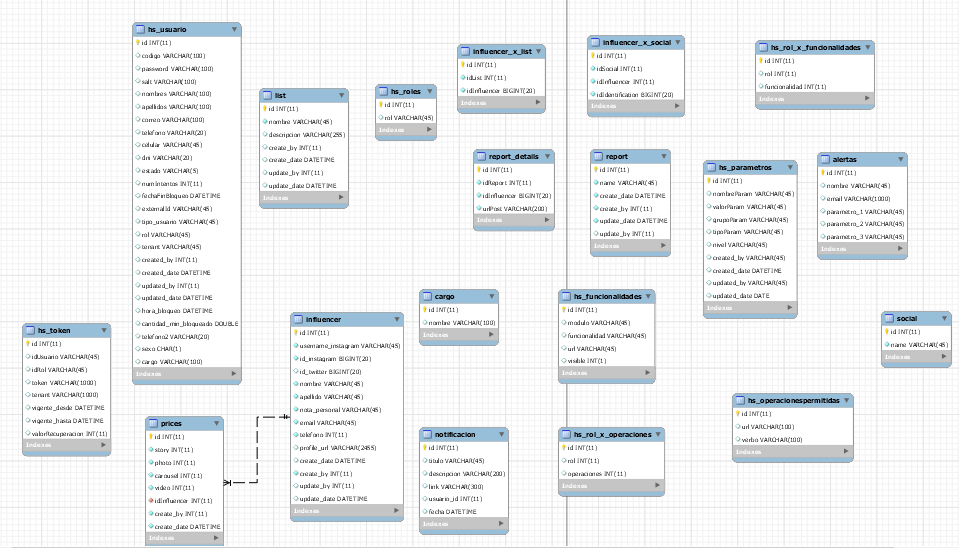 hs_usuario
id INT(11)
codigo VARCHAR(100)
password VARCHAR(100)
salt VARCHAR(100)
nombres VARCHAR(100)
apellidos VARCHAR(100)
correo VARCHAR(100)
telefono VARCHAR(20)
celular VARCHAR(45)
dni VARCHAR(20)
estado VARCHAR(5)
numIntentos INT(11)
fechaFinBloqueo DATETIME
externalId VARCHAR(45)
tipo_usuario VARCHAR(45)
rol VARCHAR(45)
tenant VARCHAR(45)
created_by INT(11)
created_date DATETIME
updated_by INT(11)
updated_date DATETIME
hora_bloqueo DATETIME
cantidad_min_bloqueado DOUBLE
telefono2 VARCHAR(20)
sexo CHAR(1)
cargo VARCHAR(100)
Indexes
list
id INT(11)
nombre VARCHAR(45)
descripcion VARCHAR(255)
create_by INT(11)
create_date DATETIME
update_by INT(11)
update_date DATETIME
Indexes
hs_roles
id INT(11)
rol VARCHAR(45)
Indexes
influencer_x_list
id INT(11)
idList INT(11)
idInfluencer BIGINT(20)
Indexes
influencer_x_social
id INT(11)
idSocial INT(11)
idInfluencer INT(11)
idIdentificacion BIGINT(20)
Indexes
hs_rol_x_funcionalidades
id INT(11)
rol INT(11)
funcionalidad INT(11)
Indexes
report_details
id INT(11)
idReport INT(11)
idInfluencer BIGINT(20)
urlPost VARCHAR(200)
Indexes
report
id INT(11)
name VARCHAR(45)
create_date DATETIME
create_by INT(11)
update_date DATETIME
update_by INT(11)
Indexes
hs_parametros
id INT(11)
nombreParam VARCHAR(45)
valorParam VARCHAR(45)
grupoParam VARCHAR(45)
tipoParam VARCHAR(45)
nivel VARCHAR(45)
created_by VARCHAR(45)
created_date DATETIME
updated_by VARCHAR(45)
updated_date DATE
Indexes
alertas
id INT(11)
nombre VARCHAR(45)
email VARCHAR(1000)
parametro_1 VARCHAR(45)
parametro_2 VARCHAR(45)
parametro_3 VARCHAR(45)
Indexes
hs_token
id INT(11)
idUsuario VARCHAR(45)
idRol VARCHAR(45)
token VARCHAR(1000)
tenant VARCHAR(1000)
vigente_desde DATETIME
vigente_hasta DATETIME
valorRecuperacion INT(11)
Indexes
influencer
id INT(11)
username_instagram VARCHAR(45)
id_instagram BIGINT(20)
id_twitter BIGINT(20)
nombre VARCHAR(45)
apellido VARCHAR(45)
nota_personal VARCHAR(45)
email VARCHAR(45)
telefono INT(11)
profile_url VARCHAR(2455)
create_date DATETIME
create_by INT(11)
update_by INT(11)
update_date DATETIME
Indexes
cargo
id INT(11)
nombre VARCHAR(100)
Indexes
hs_funcionalidades
id INT(11)
modulo VARCHAR(45)
funcionalidad VARCHAR(45)
url VARCHAR(45)
visible INT(1)
Indexes
social
id INT(11)
name VARCHAR(45)
Indexes
prices
id INT(11)
story INT(11)
photo INT(11)
carousel INT(11)
video INT(11)
idInfluencer INT(11)
create_by INT(11)
create_date DATETIME
Indexes
notificacion
id INT(11)
titulo VARCHAR(45)
descripcion VARCHAR(200)
link VARCHAR(300)
usuario_id INT(11)
fecha DATETIME
Indexes
hs_rol_x_operaciones
id INT(11)
rol INT(11)
operaciones INT(11)
Indexes
hs_operacionespermitidas
id INT(11)
url VARCHAR(100)
verbo VARCHAR(100)
Indexes